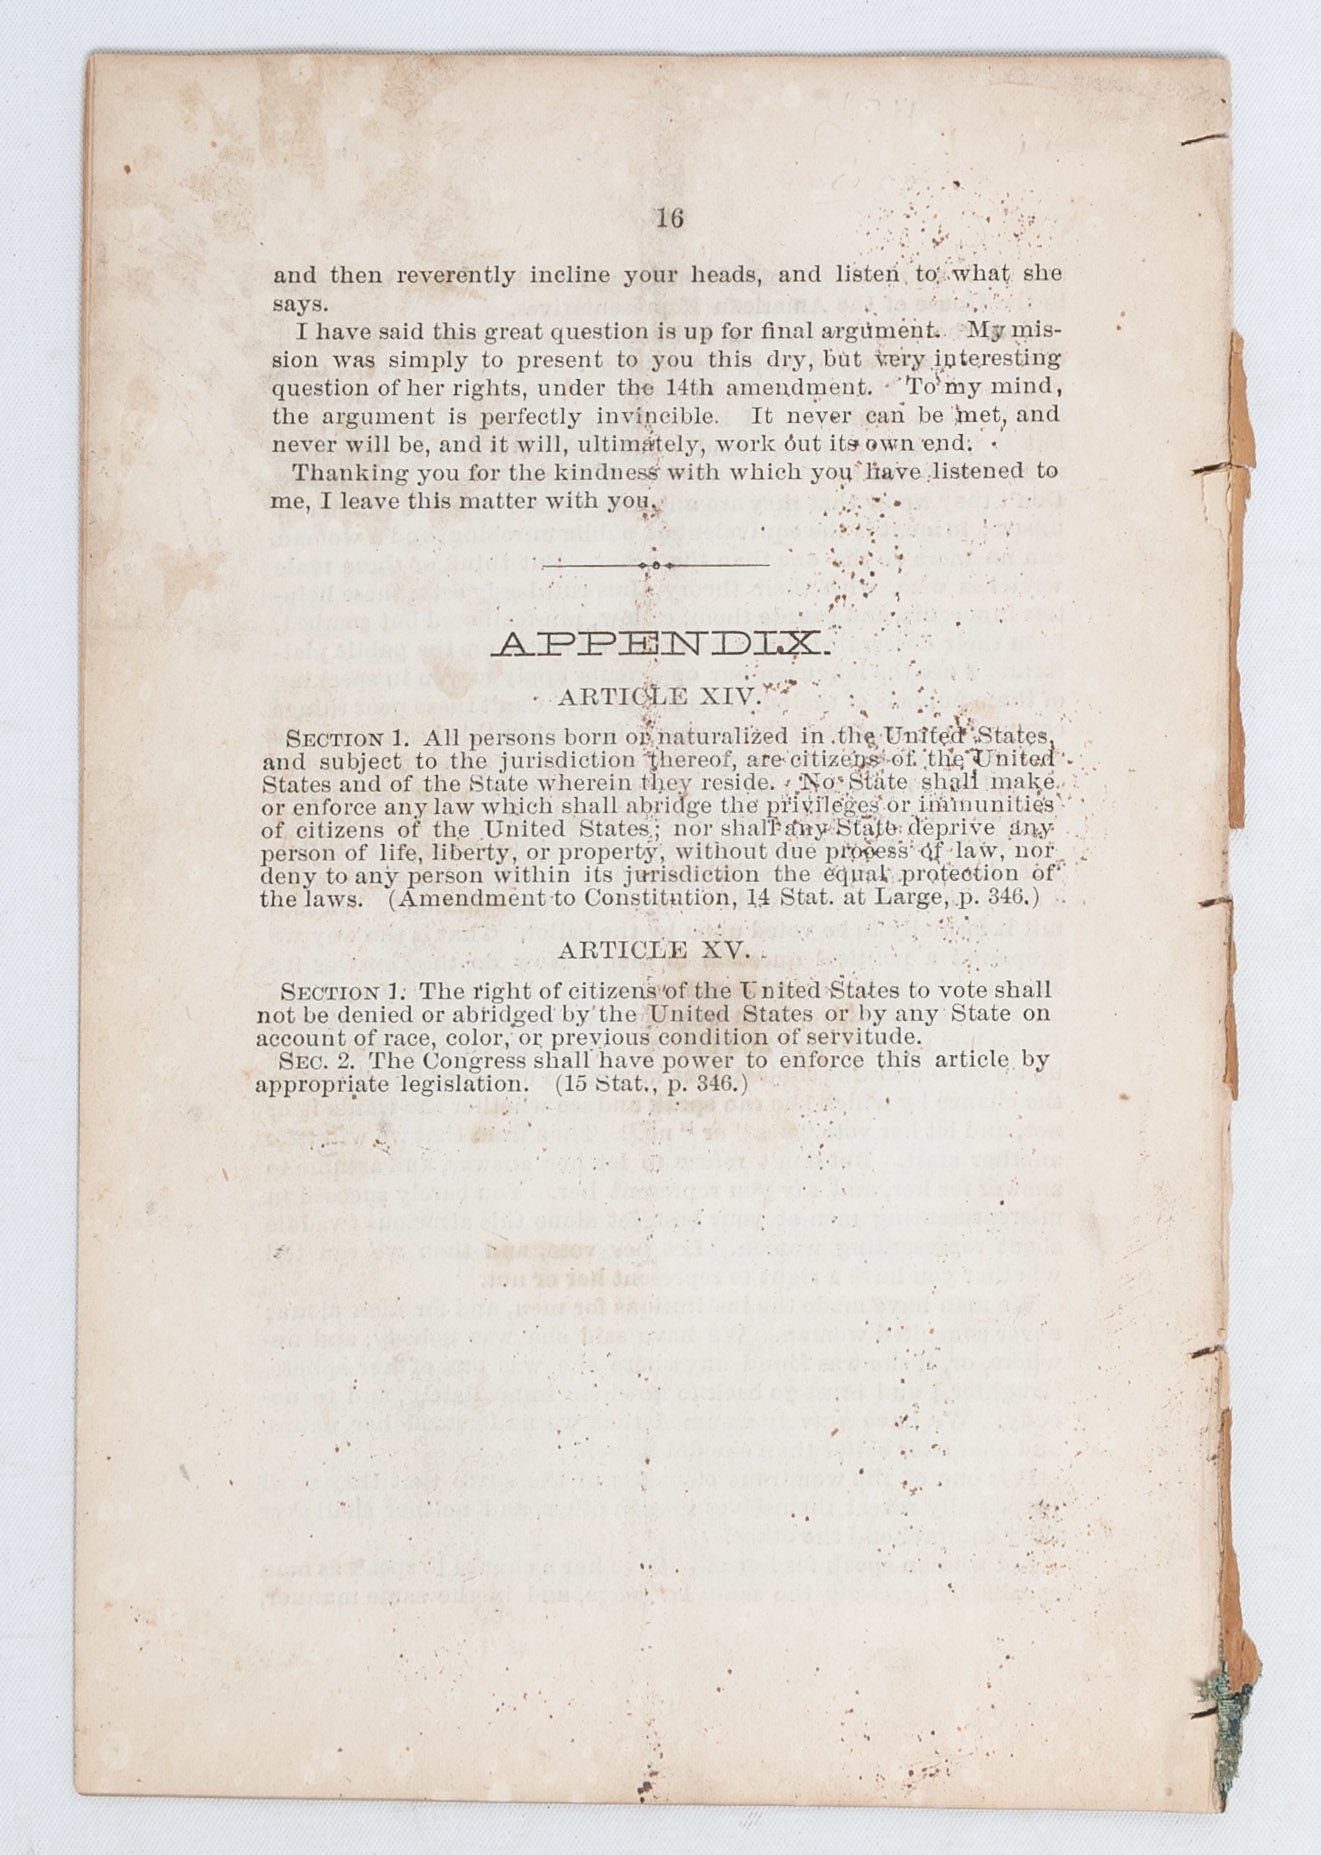 16
and then reverently incline your heads, and listen to what she
says.
I have said this great question is up for final argument. My mis-
sion was simply to present to you this dry, but very interesting
question of her rights, under the 14th amendment. To my mind,
the argument is perfectly invincible. It never can be met, and
never will be, and it will, ultimately, work out its own end.
Thanking you for the kindness with which you have listened to
me, I leave this matter with you.
APPENDIX.
ARTICLE XIV.
SECTION 1. All persons born or naturalized in the United States,
and subject to the jurisdiction thereof, are citizens of the United
States and of the State wherein they reside. No State shall make
or enforce any law which shall abridge the privileges or immunities
of citizens of the United States; nor shall any State deprive any
person of life, liberty, or property, without due process of law, nor
deny to any person within its jurisdiction the equal protection of
the laws. (Amendment to Constitution, 14 Stat. at Large, p. 346.)
ARTICLE XV.
SECTION 1. The right of citizens of the United States to vote shall
not be denied or abridged by the United States or by any State on
account of race, color, or previous condition of servitude.
SEC. 2. The Congress shall have power to enforce this article by
appropriate legislation. (15 Stat., p. 346.)